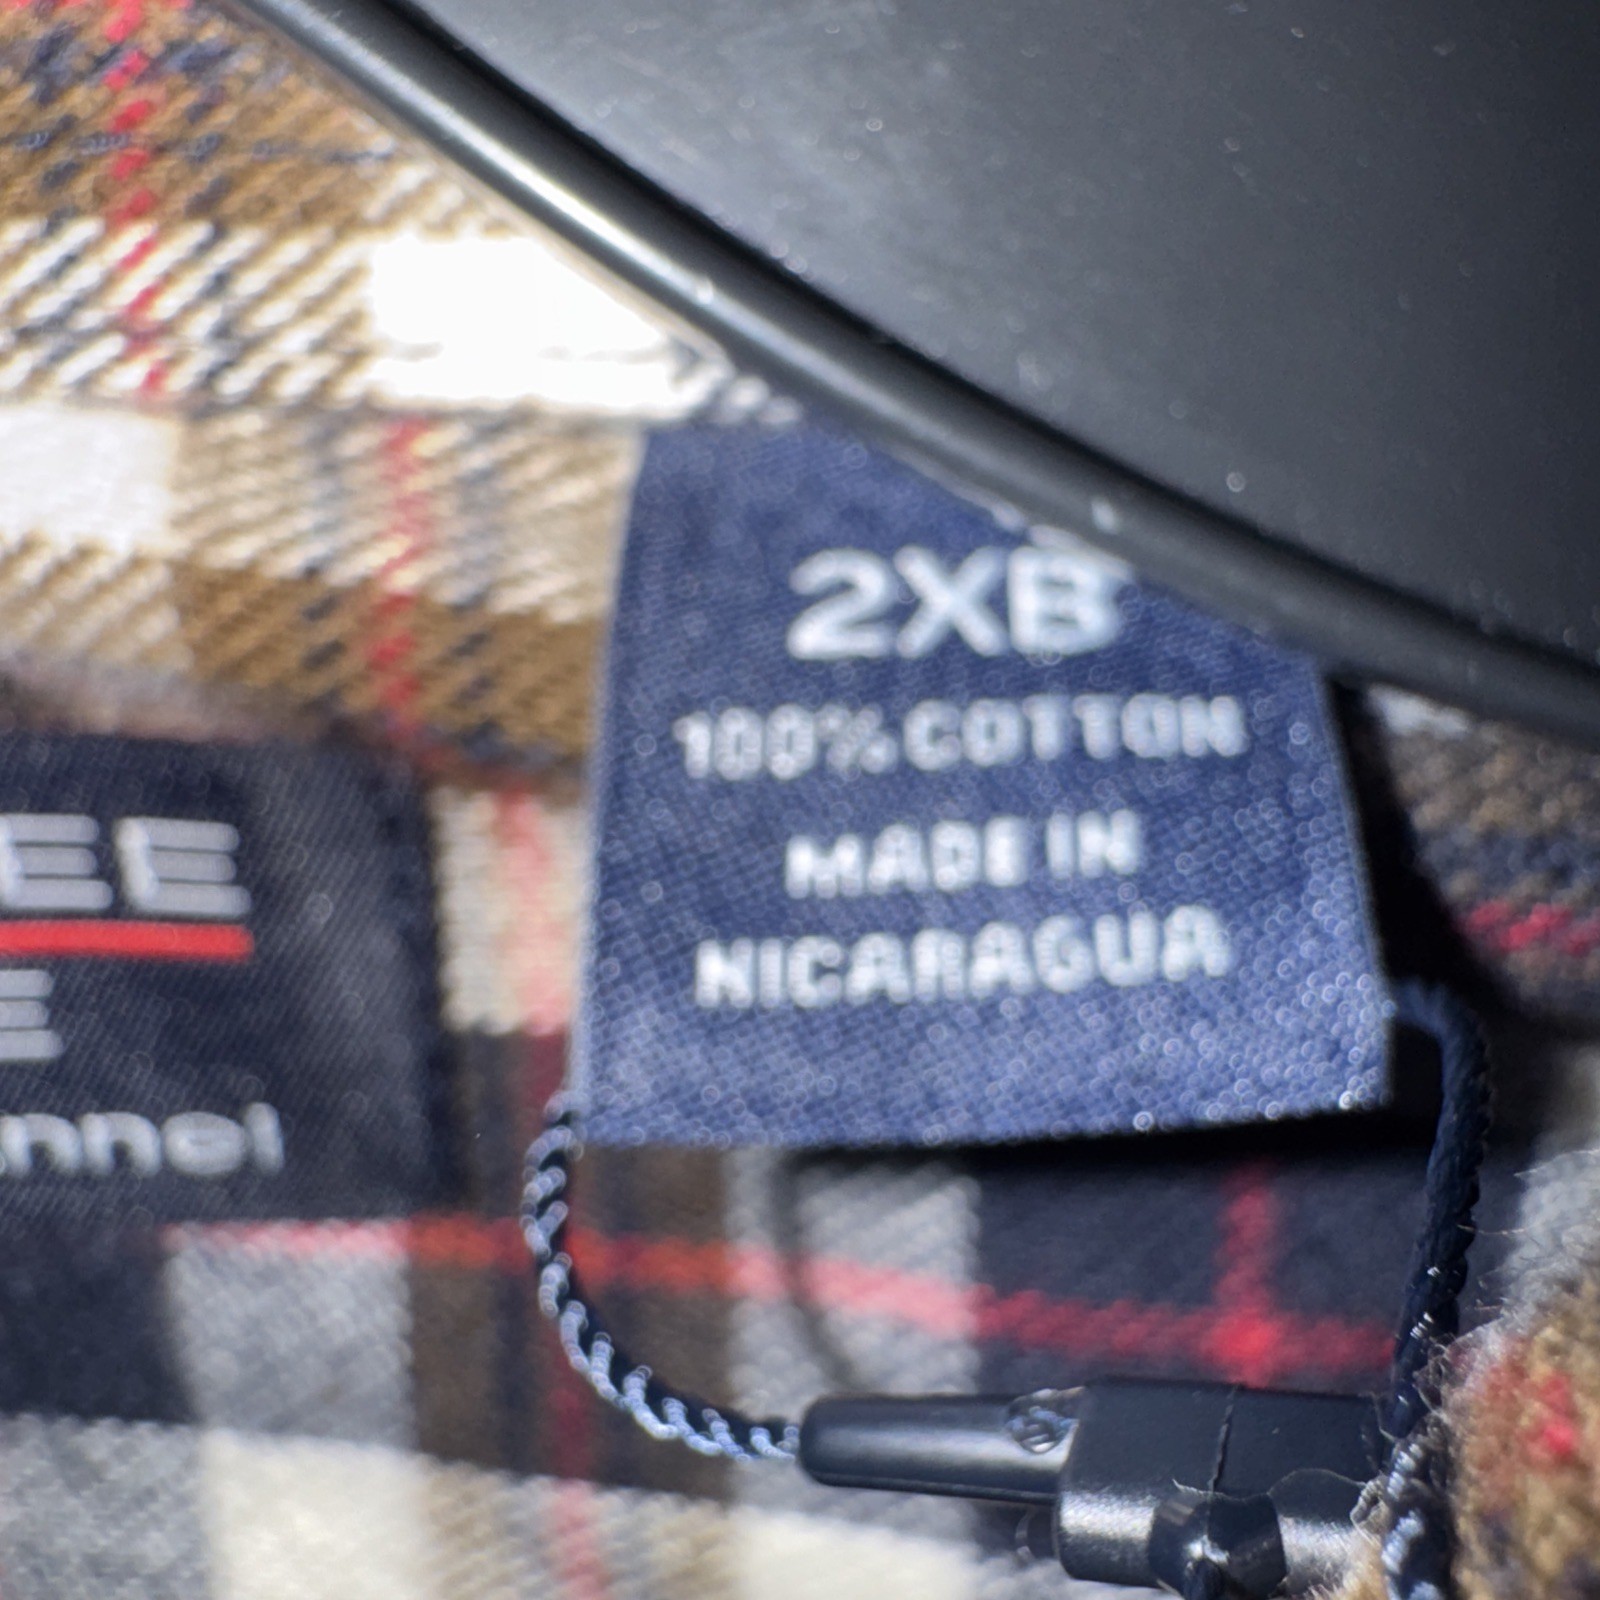 2XB
100% COTTON
MADE IN
NICARAGUA
EE
E
nnel